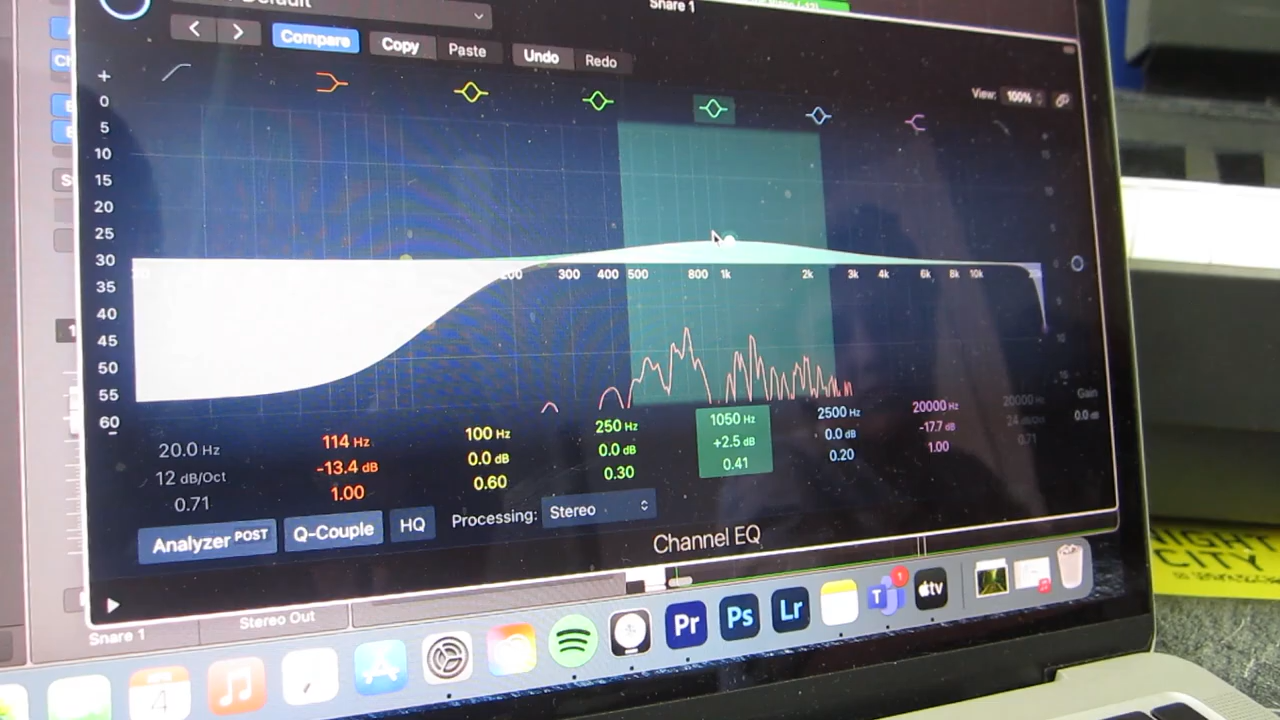 Default
Snare 1
Compare
Copy
Paste
Undo
Redo
View: 100%
+
0
5
10
15
20
25
30
35
40
45
50
55
60
-
200 300 400 500 800 1k 2k 3k 4k 6k 8k 10k 20k
20.0 Hz
12 dB/Oct
0.71
114 Hz
-13.4 dB
1.00
100 Hz
0.0 dB
0.60
250 Hz
0.0 dB
0.30
1050 Hz
+2.5 dB
0.41
2500 Hz
0.0 dB
0.20
20000 Hz
-17.7 dB
1.00
20000 Hz
24 dB/Oct
0.71
Gain
0.0 dB
Analyzer POST
Q-Couple
HQ
Processing: Stereo
Channel EQ
Snare 1
Stereo Out
4
Pr
Ps
Lr
T
1
tv
NIGHT
CITY